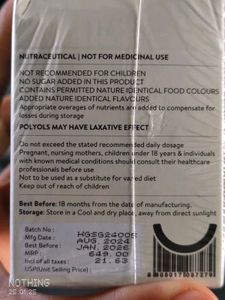 NUTRACEUTICAL | NOT FOR MEDICINAL USE
NOT RECOMMENDED FOR CHILDREN
NO SUGAR ADDED IN THIS PRODUCT
CONTAINS PERMITTED NATURE IDENTICAL FOOD COLOURS
ADDED NATURE IDENTICAL FLAVOURS
Appropriate overages of nutrients are added to compensate for
losses during storage
POLYOLS MAY HAVE LAXATIVE EFFECT
Do not exceed the stated recommended daily dosage
Pregnant, nursing mothers, children under 18 years & individuals
with known medical conditions should consult their healthcare
professionals before use
Not to be used as a substitute for varied diet
Keep out of reach of children
Best Before: 18 months from the date of manufacturing.
Storage: Store in a Cool and dry place, away from direct sunlight
Batch No :
Mfg Date : AUG. 2024
Best Before : JAN. 2026
MRP : 649.00
Incl of all taxes : 21.63
USP(Unit Selling Price)
NOTHING